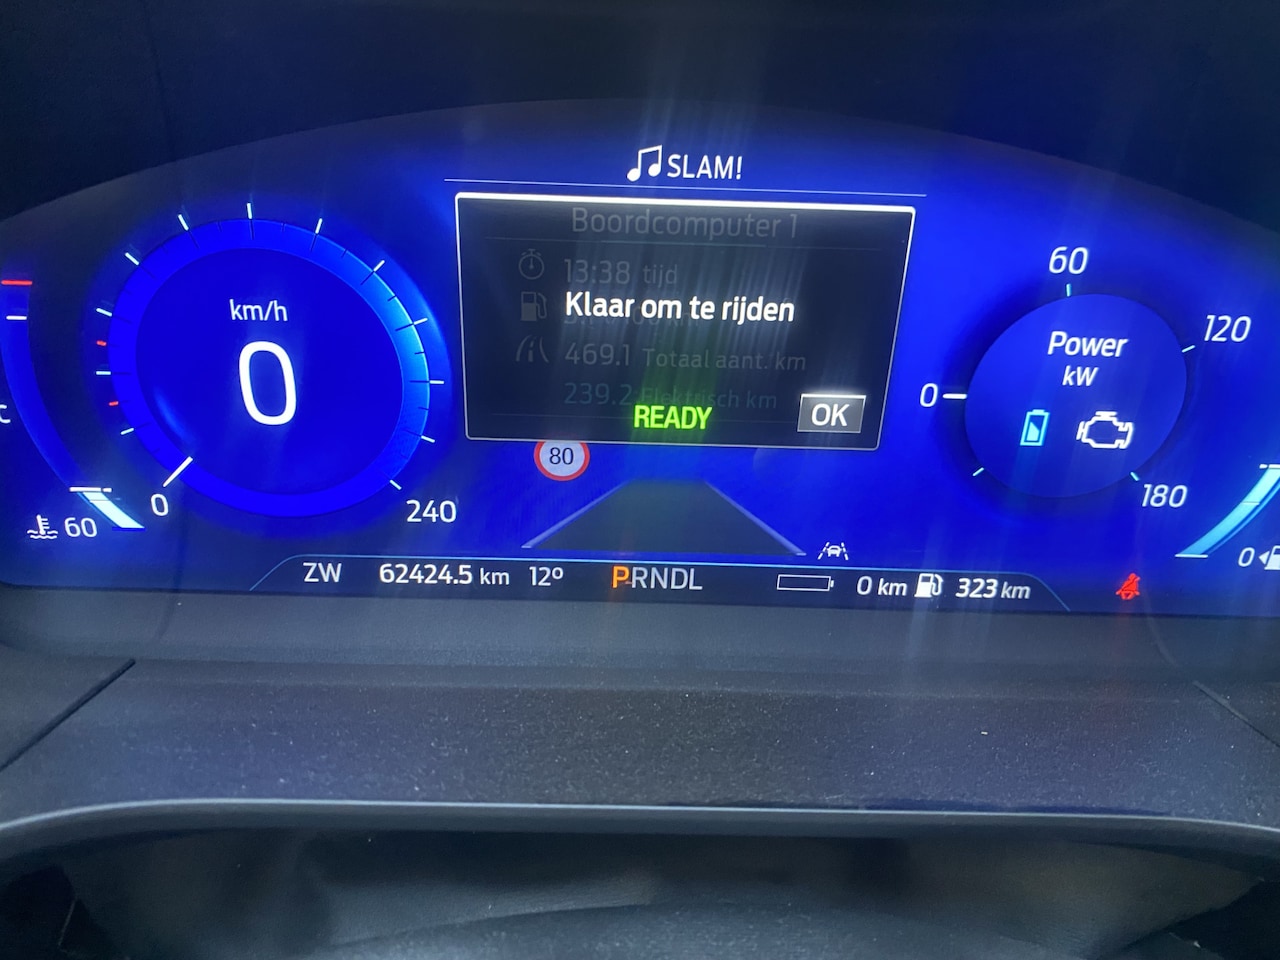 SLAM!
Boordcomputer 1
13:38 tijd
Klaar om te rijden
469.1 Totaal aant. km
239.2 Elektrisch km
READY
OK
80
km/h
0
0
240
60
Power
kW
0
60
120
180
0
ZW
62424.5 km
12º
PRNDL
0 km
323 km